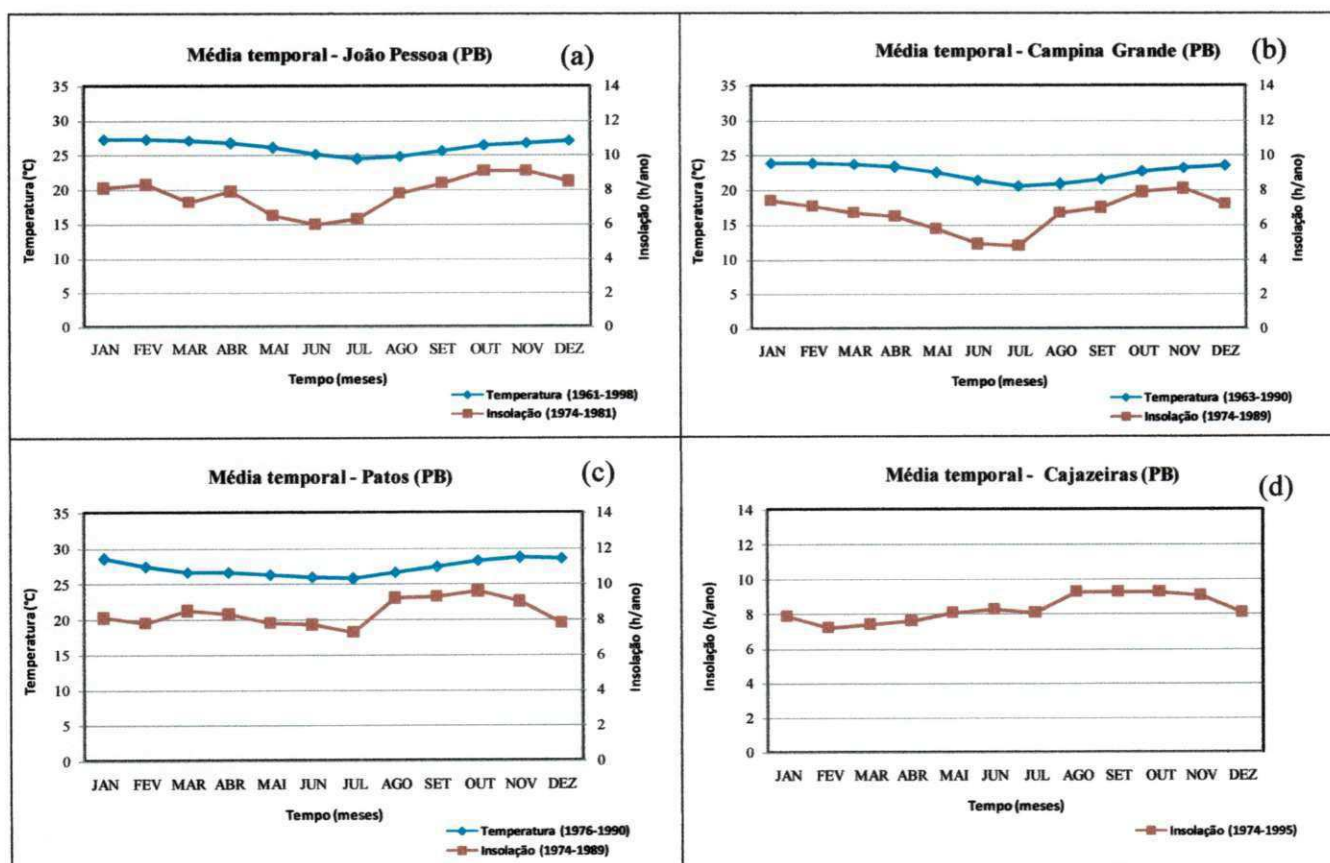 Média temporal - João Pessoa (PB)
(a)
35
30
25
20
15
10
5
0
Temperatura (°C)
14
12
10
8
6
4
2
0
Insolação (h/ano)
JAN FEV MAR ABR MAI JUN JUL AGO SET OUT NOV DEZ
Tempo (meses)
Temperatura (1961-1998)
Insolação (1974-1981)
Média temporal - Campina Grande (PB)
(b)
35
30
25
20
15
10
5
0
Temperatura (°C)
14
12
10
8
6
4
2
0
Insolação (h/ano)
JAN FEV MAR ABR MAI JUN JUL AGO SET OUT NOV DEZ
Tempo (meses)
Temperatura (1963-1990)
Insolação (1974-1989)
Média temporal - Patos (PB)
(c)
35
30
25
20
15
10
5
0
Temperatura (°C)
14
12
10
8
6
4
2
0
Insolação (h/ano)
JAN FEV MAR ABR MAI JUN JUL AGO SET OUT NOV DEZ
Tempo (meses)
Temperatura (1976-1990)
Insolação (1974-1989)
Média temporal - Cajazeiras (PB)
(d)
14
12
10
8
6
4
2
0
Insolação (h/ano)
JAN FEV MAR ABR MAI JUN JUL AGO SET OUT NOV DEZ
Tempo (meses)
Insolação (1974-1995)